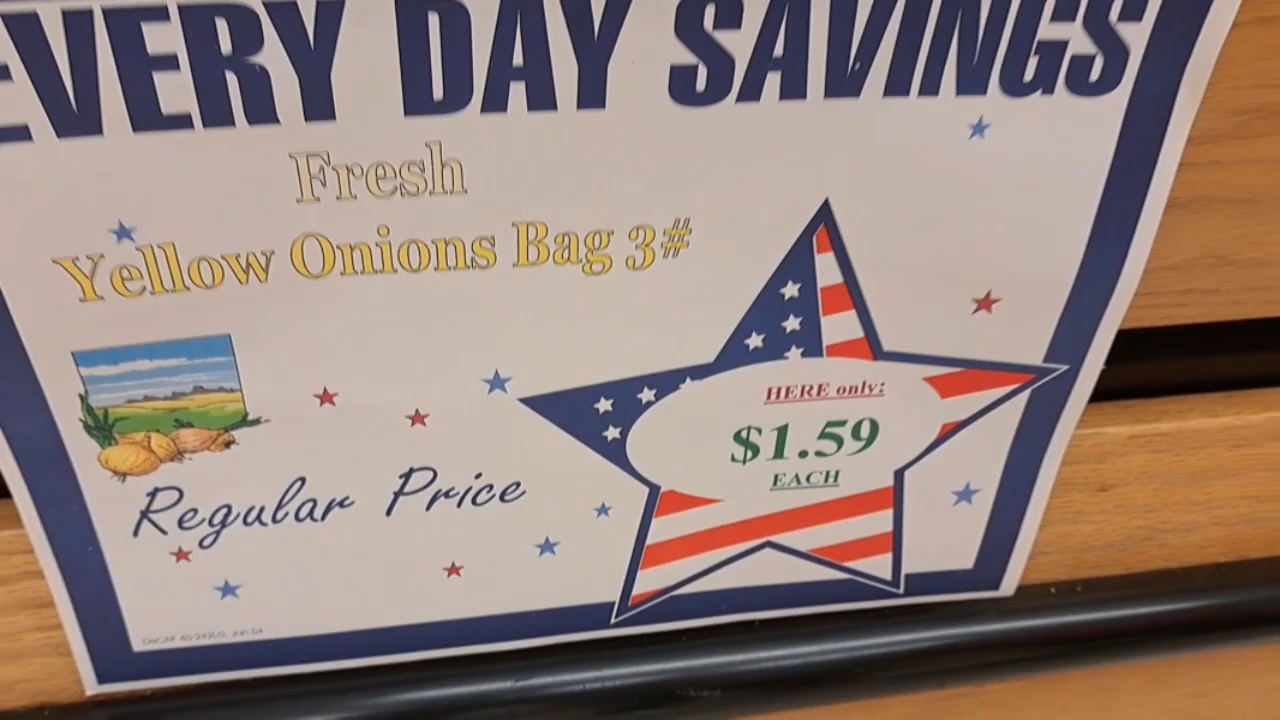 EVERY DAY SAVINGS
Fresh
Yellow Onions Bag 3#
HERE only:
$1.59
EACH
Regular Price